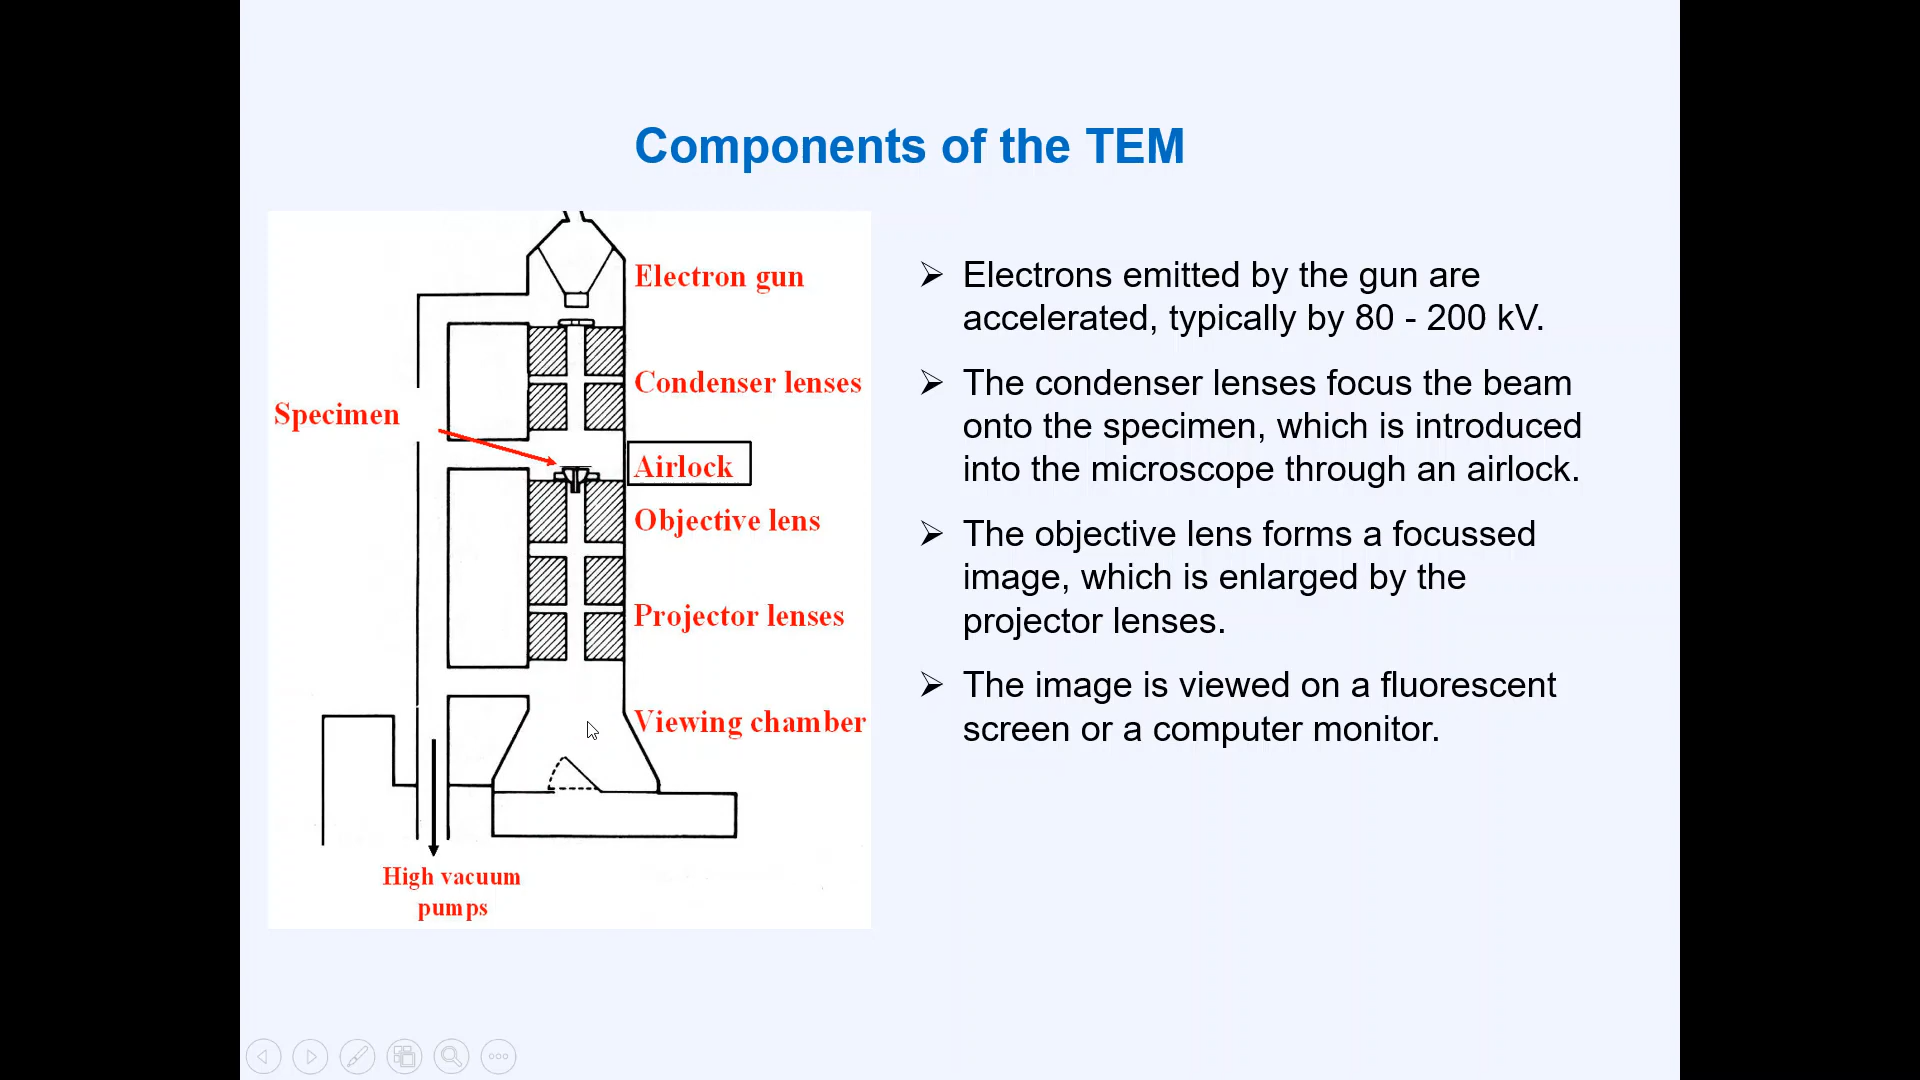 Components of the TEM
Electron gun
Condenser lenses
Specimen
Airlock
Objective lens
Projector lenses
Viewing chamber
High vacuum
pumps
Electrons emitted by the gun are
accelerated, typically by 80 - 200 kV.
The condenser lenses focus the beam
onto the specimen, which is introduced
into the microscope through an airlock.
The objective lens forms a focussed
image, which is enlarged by the
projector lenses.
The image is viewed on a fluorescent
screen or a computer monitor.